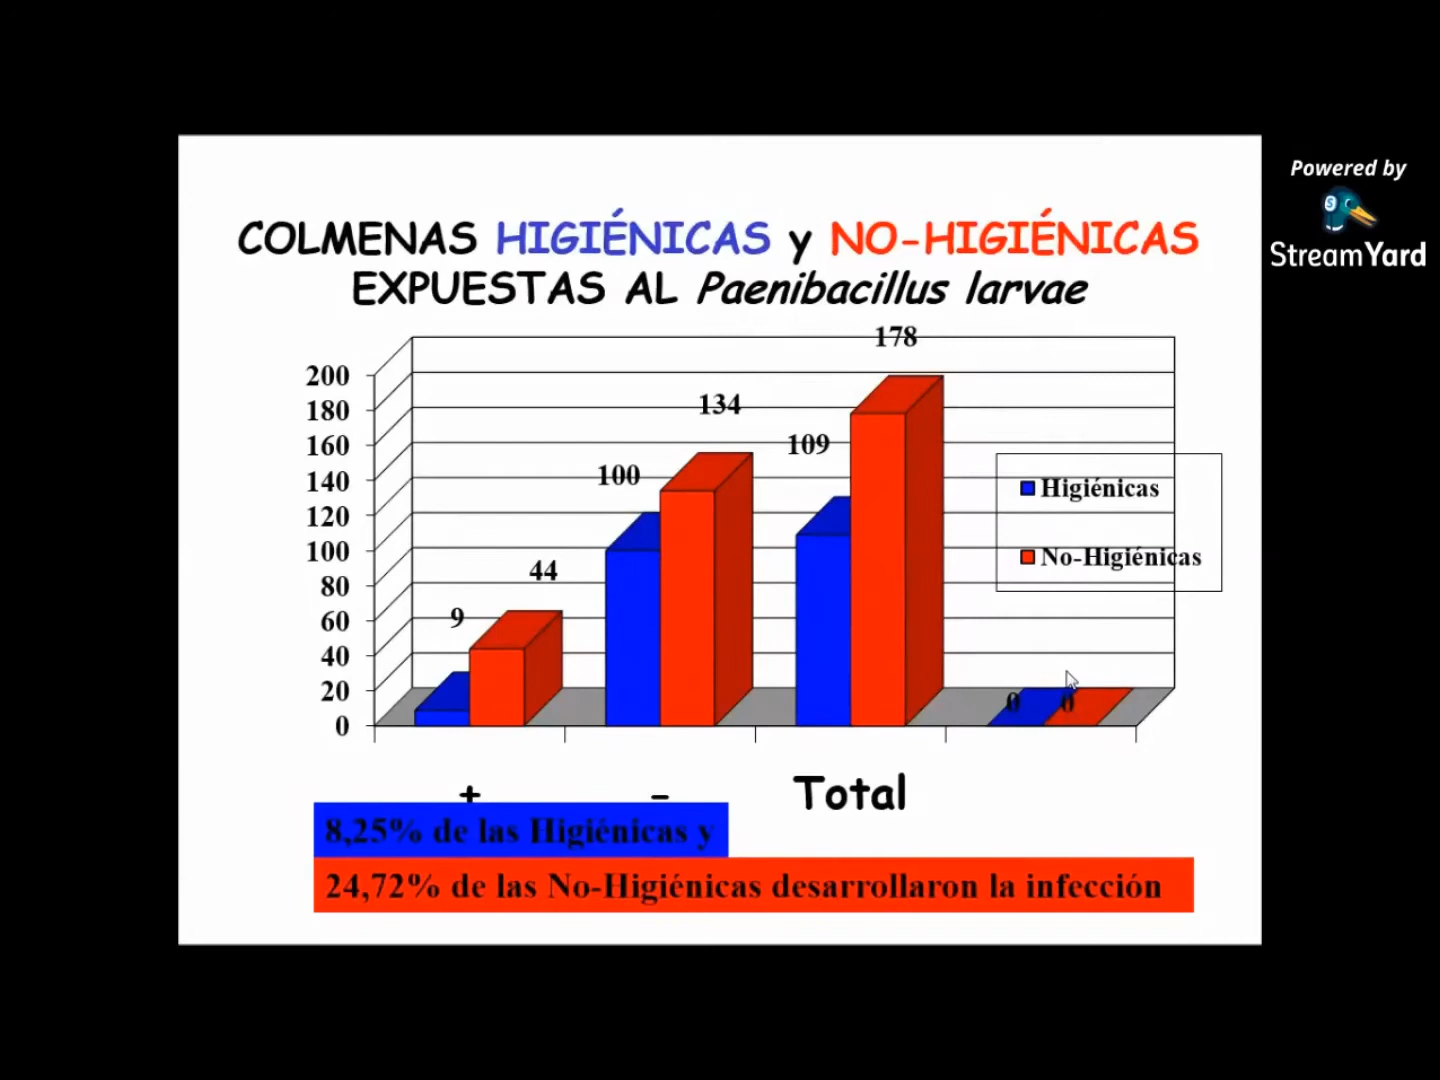 Powered by
StreamYard
COLMENAS HIGIÉNICAS y NO-HIGIÉNICAS
EXPUESTAS AL Paenibacillus larvae
178
200
180
134
160
109
140
100
120
100
80
44
60
9
40
20
0
0 0
Higiénicas
No-Higiénicas
+ - Total
8,25% de las Higiénicas y
24,72% de las No-Higiénicas desarrollaron la infección